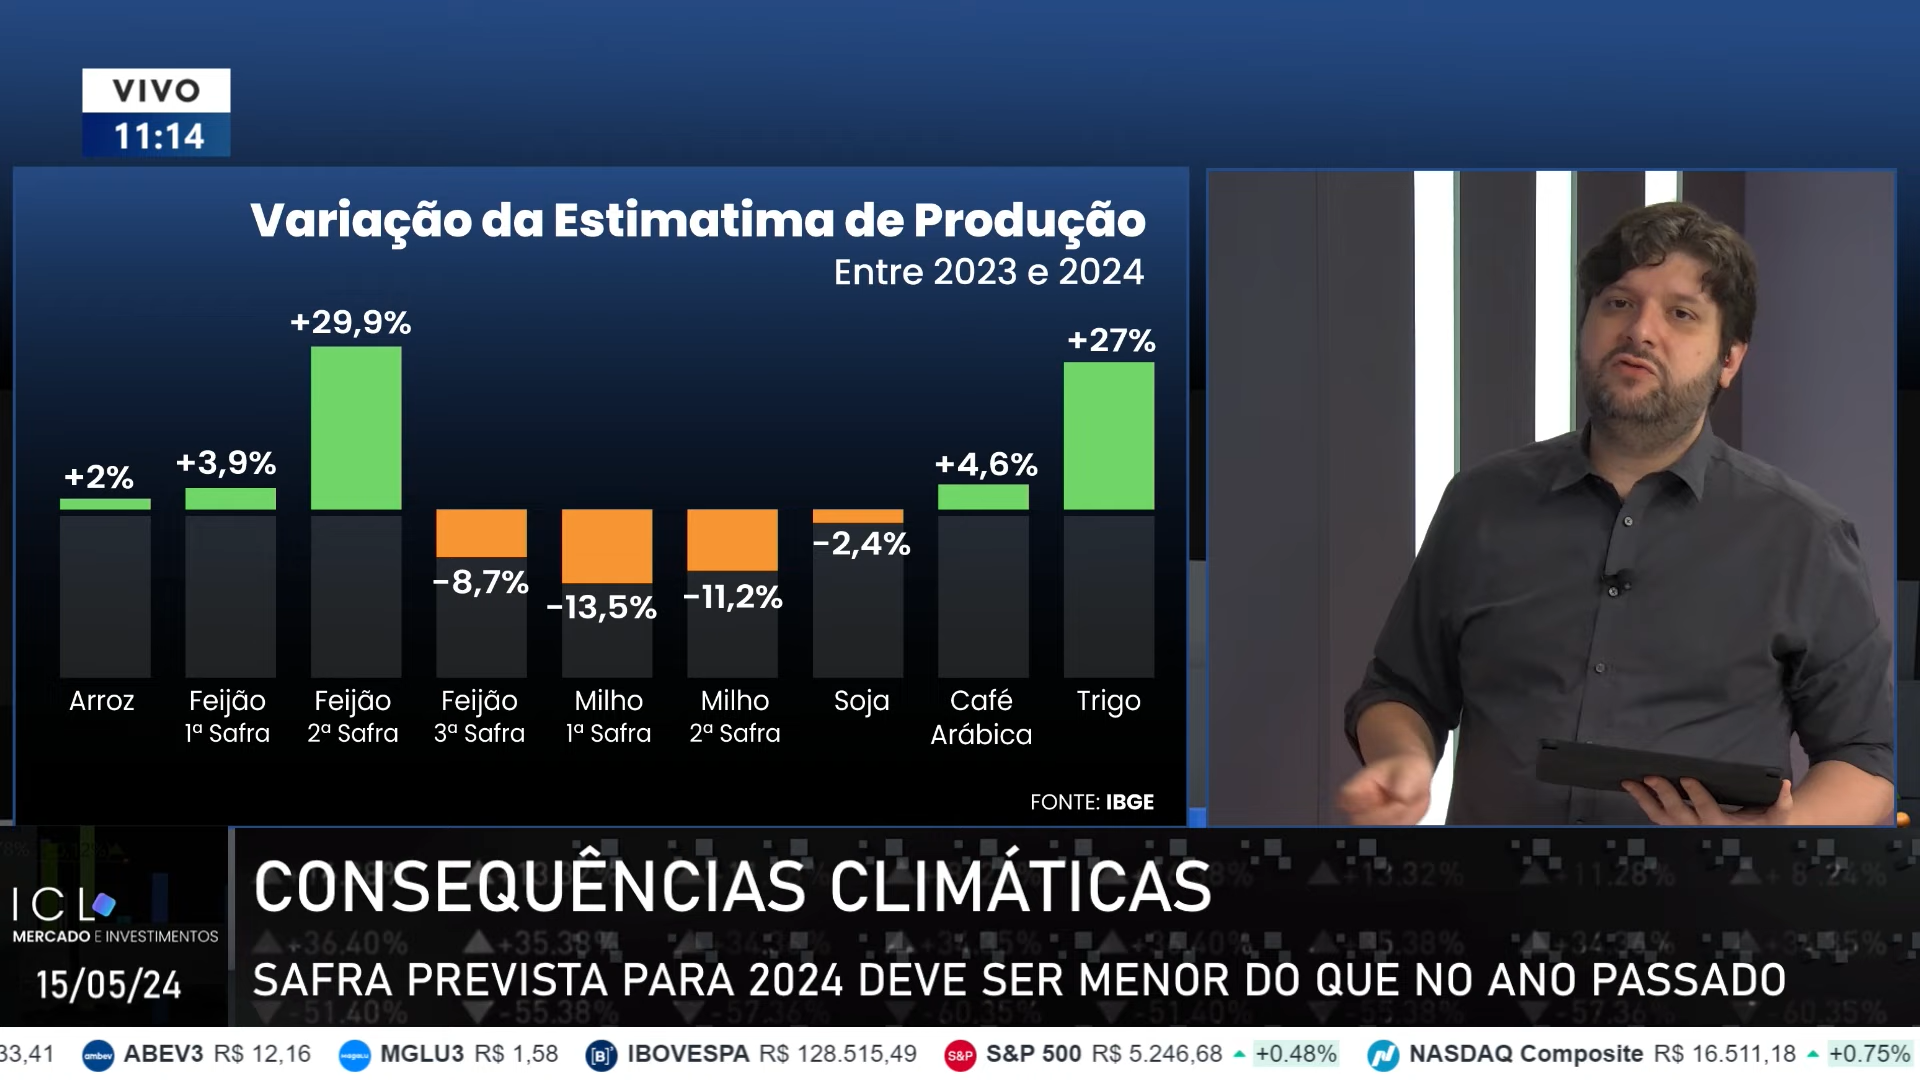 VIVO
11:14
Variação da Estimatima de Produção
Entre 2023 e 2024
+2%
+3,9%
+29,9%
-8,7%
-13,5%
-11,2%
-2,4%
+4,6%
+27%
Arroz
Feijão
1ª Safra
Feijão
2ª Safra
Feijão
3ª Safra
Milho
1ª Safra
Milho
2ª Safra
Soja
Café
Arábica
Trigo
FONTE: IBGE
ICL
MERCADO E INVESTIMENTOS
15/05/24
CONSEQUÊNCIAS CLIMÁTICAS
SAFRA PREVISTA PARA 2024 DEVE SER MENOR DO QUE NO ANO PASSADO
33,41 ambev ABEV3 R$ 12,16 MGLU3 R$ 1,58 [B]³ IBOVESPA R$ 128.515,49 S&P S&P 500 R$ 5.246,68 +0.48% NASDAQ Composite R$ 16.511,18 +0.75%